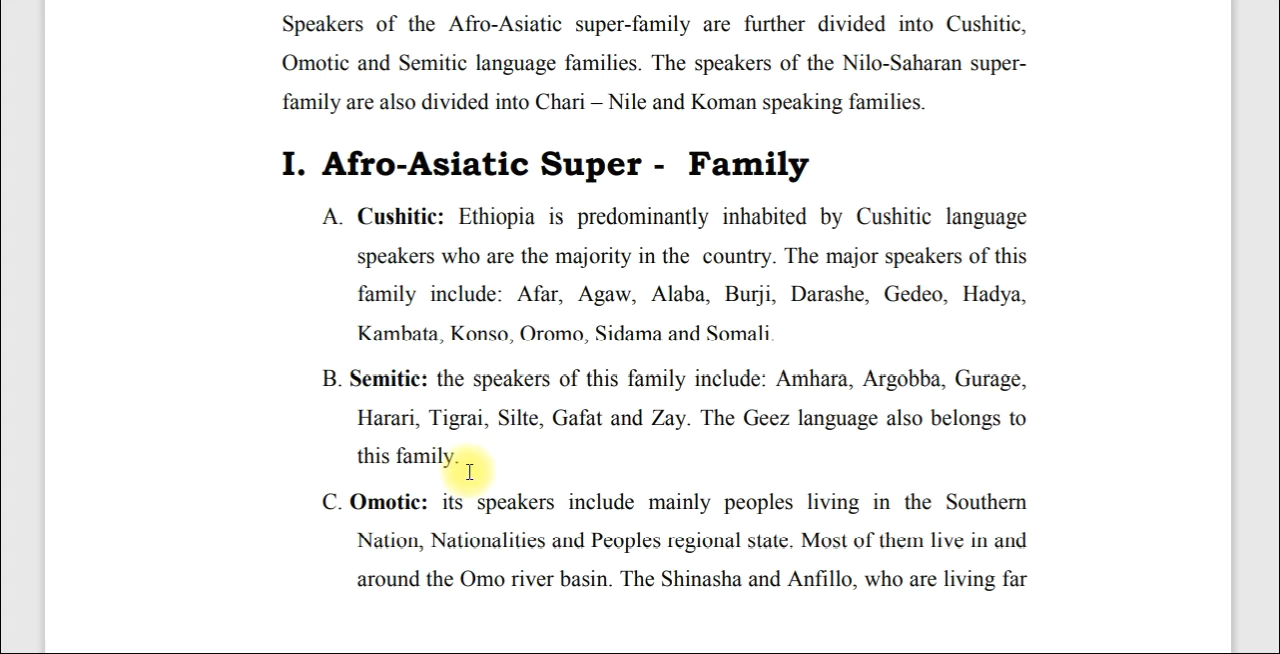 Speakers of the Afro-Asiatic super-family are further divided into Cushitic,
Omotic and Semitic language families. The speakers of the Nilo-Saharan super-
family are also divided into Chari – Nile and Koman speaking families.
I. Afro-Asiatic Super - Family
A. Cushitic: Ethiopia is predominantly inhabited by Cushitic language
speakers who are the majority in the country. The major speakers of this
family include: Afar, Agaw, Alaba, Burji, Darashe, Gedeo, Hadya,
Kambata, Konso, Oromo, Sidama and Somali.
B. Semitic: the speakers of this family include: Amhara, Argobba, Gurage,
Harari, Tigrai, Silte, Gafat and Zay. The Geez language also belongs to
this family.
C. Omotic: its speakers include mainly peoples living in the Southern
Nation, Nationalities and Peoples regional state. Most of them live in and
around the Omo river basin. The Shinasha and Anfillo, who are living far